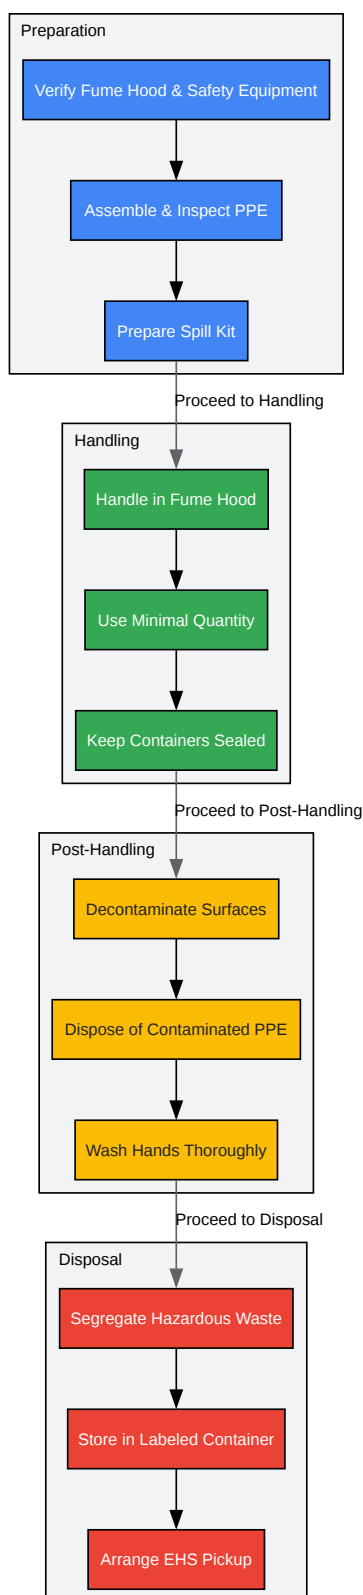 Preparation
Verify Fume Hood & Safety Equipment
Assemble & Inspect PPE
Prepare Spill Kit
Proceed to Handling
Handling
Handle in Fume Hood
Use Minimal Quantity
Keep Containers Sealed
Proceed to Post-Handling
Post-Handling
Decontaminate Surfaces
Dispose of Contaminated PPE
Wash Hands Thoroughly
Proceed to Disposal
Disposal
Segregate Hazardous Waste
Store in Labeled Container
Arrange EHS Pickup